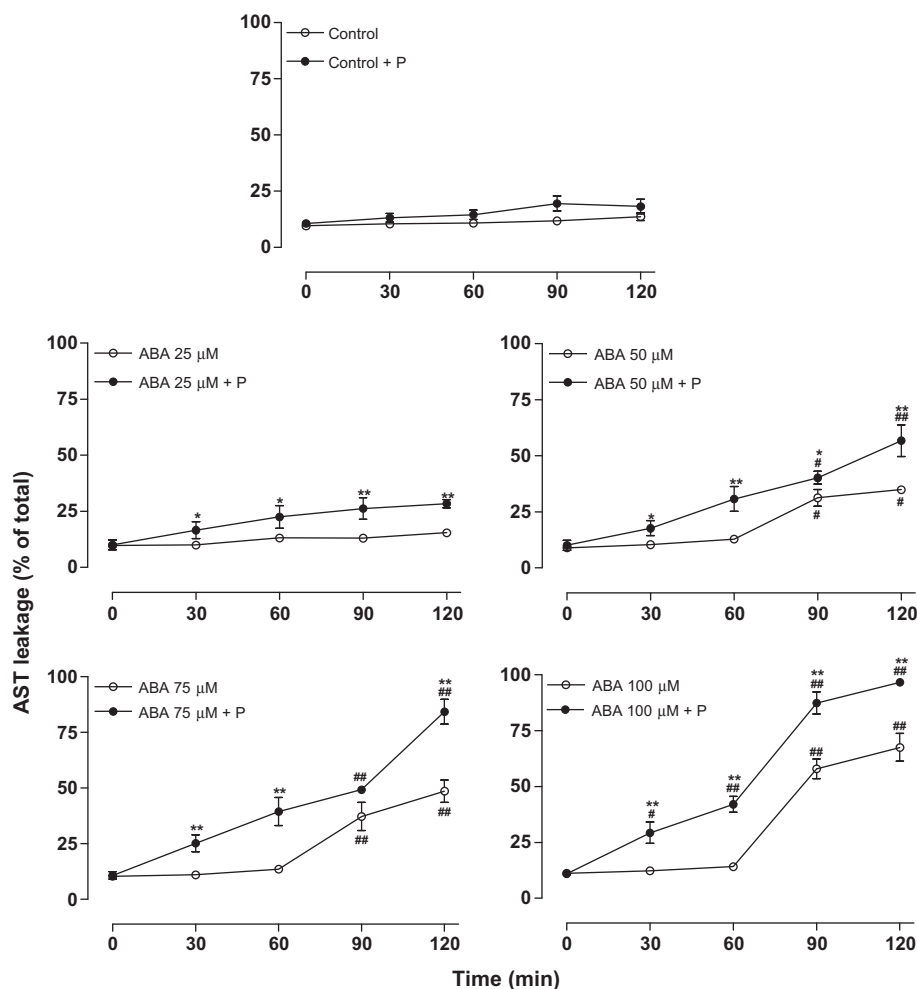 100
75
50
25
0
Control
Control + P
0 30 60 90 120
100
75
50
25
0
ABA 25 μM
ABA 25 μM + P
* * ** **
0 30 60 90 120
100
75
50
25
0
ABA 50 μM
ABA 50 μM + P
**
##
*
#
**
*
#
#
0 30 60 90 120
AST leakage (% of total)
100
75
50
25
0
ABA 75 μM
ABA 75 μM + P
**
##
##
**
**
##
##
0 30 60 90 120
100
75
50
25
0
ABA 100 μM
ABA 100 μM + P
**
##
**
##
**
##
**
#
##
##
0 30 60 90 120
Time (min)